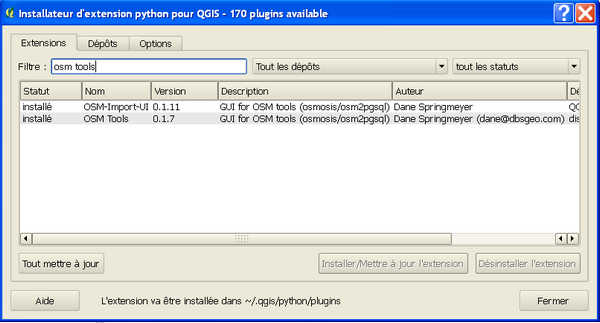 Installateur d'extension python pour QGIS - 170 plugins available
Extensions Dépôts Options
Filtre : osm tools Tout les dépôts tout les statuts
Statut Nom Version Description Auteur Dé
installé OSM-Import-UI 0.1.11 GUI for OSM tools (osmosis/osm2pgsql) Dane Springmeyer QG
installé OSM Tools 0.1.7 GUI for OSM tools (osmosis/osm2pgsql) Dane Springmeyer (dane@dbsgeo.com) dis
Tout mettre à jour Installer/Mettre à jour l'extension Désinstaller l'extension
Aide L'extension va être installée dans ~/.qgis/python/plugins Fermer